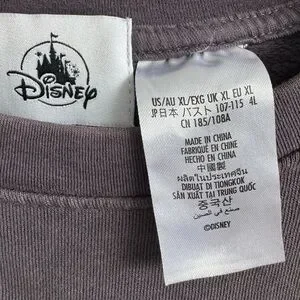 Disney
US/AU XL/EXG UK XL EU XL
JP日本 バスト 107-115 4L
CN 185/108A
MADE IN CHINA
FABRIQUÉ EN CHINE
HECHO EN CHINA
中國製
ผลิตในประเทศจีน
DIBUAT DI TIONGKOK
SẢN XUẤT TẠI TRUNG QUỐC
중국산
صنع في الصين
©DISNEY